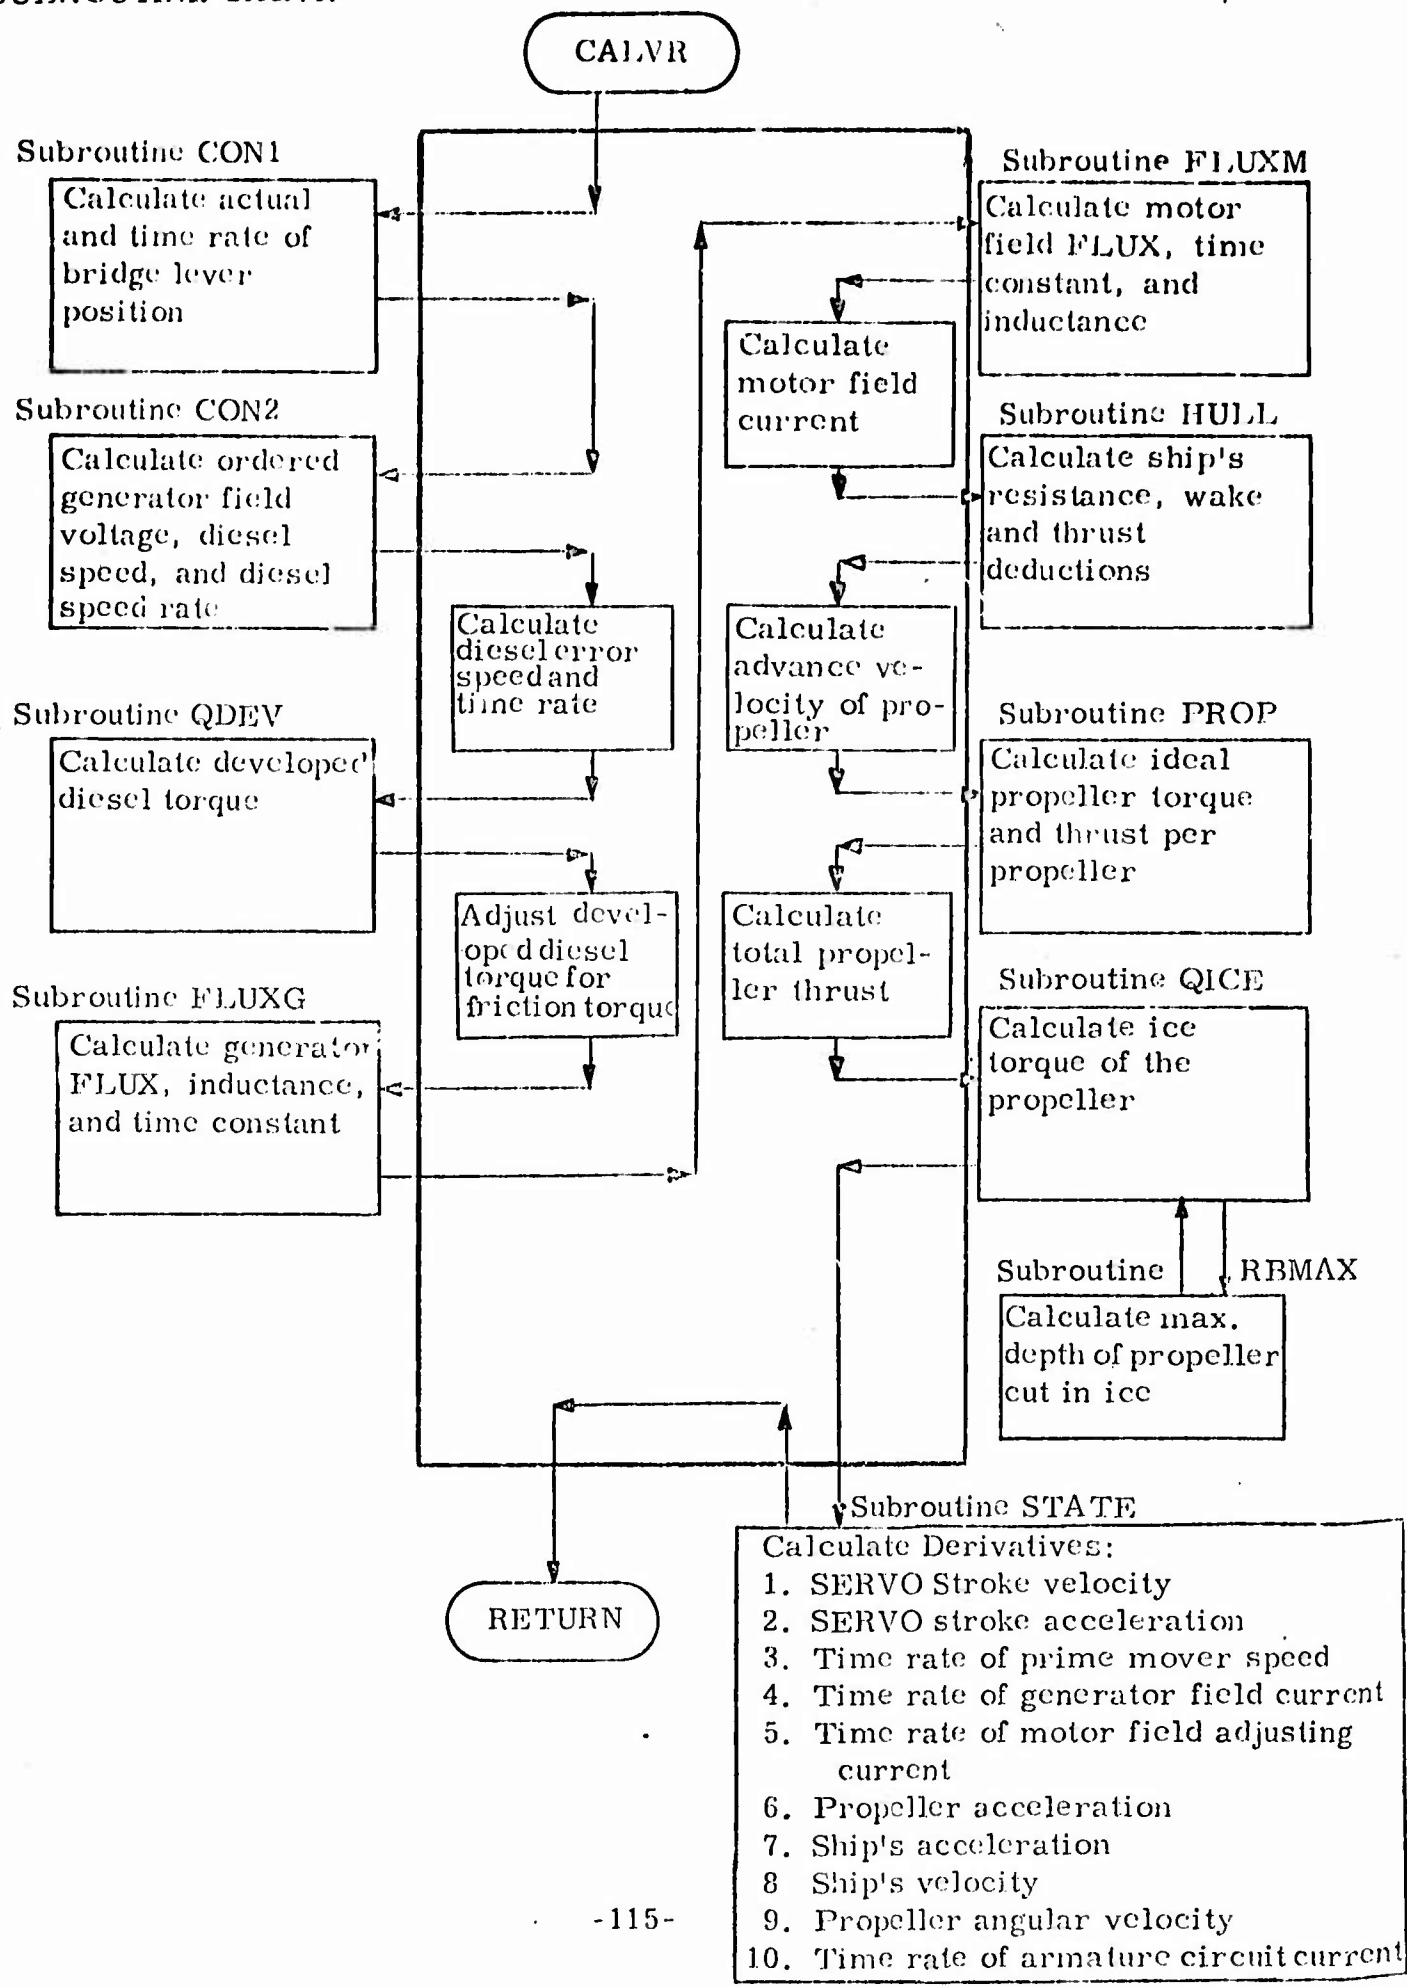 CALVR
Subroutine CON1
Calculate actual
and time rate of
bridge lever
position
Subroutine CON2
Calculate ordered
generator field
voltage, diesel
speed, and diesel
speed rate
Calculate
diesel error
speed and
time rate
Subroutine QDEV
Calculate developed
diesel torque
Adjust devel-
oped diesel
torque for
friction torque
Subroutine FLUXG
Calculate generator
FLUX, inductance,
and time constant
Subroutine FLUXM
Calculate motor
field FLUX, time
constant, and
inductance
Calculate
motor field
current
Subroutine HULL
Calculate ship's
resistance, wake
and thrust
deductions
Calculate
advance ve-
locity of pro-
peller
Subroutine PROP
Calculate ideal
propeller torque
and thrust per
propeller
Calculate
total propel-
ler thrust
Subroutine QICE
Calculate ice
torque of the
propeller
Subroutine RBMAX
Calculate max.
depth of propeller
cut in ice
Subroutine STATE
Calculate Derivatives:
1. SERVO Stroke velocity
2. SERVO stroke acceleration
3. Time rate of prime mover speed
4. Time rate of generator field current
5. Time rate of motor field adjusting
current
6. Propeller acceleration
7. Ship's acceleration
8 Ship's velocity
9. Propeller angular velocity
10. Time rate of armature circuit current
RETURN
-115-